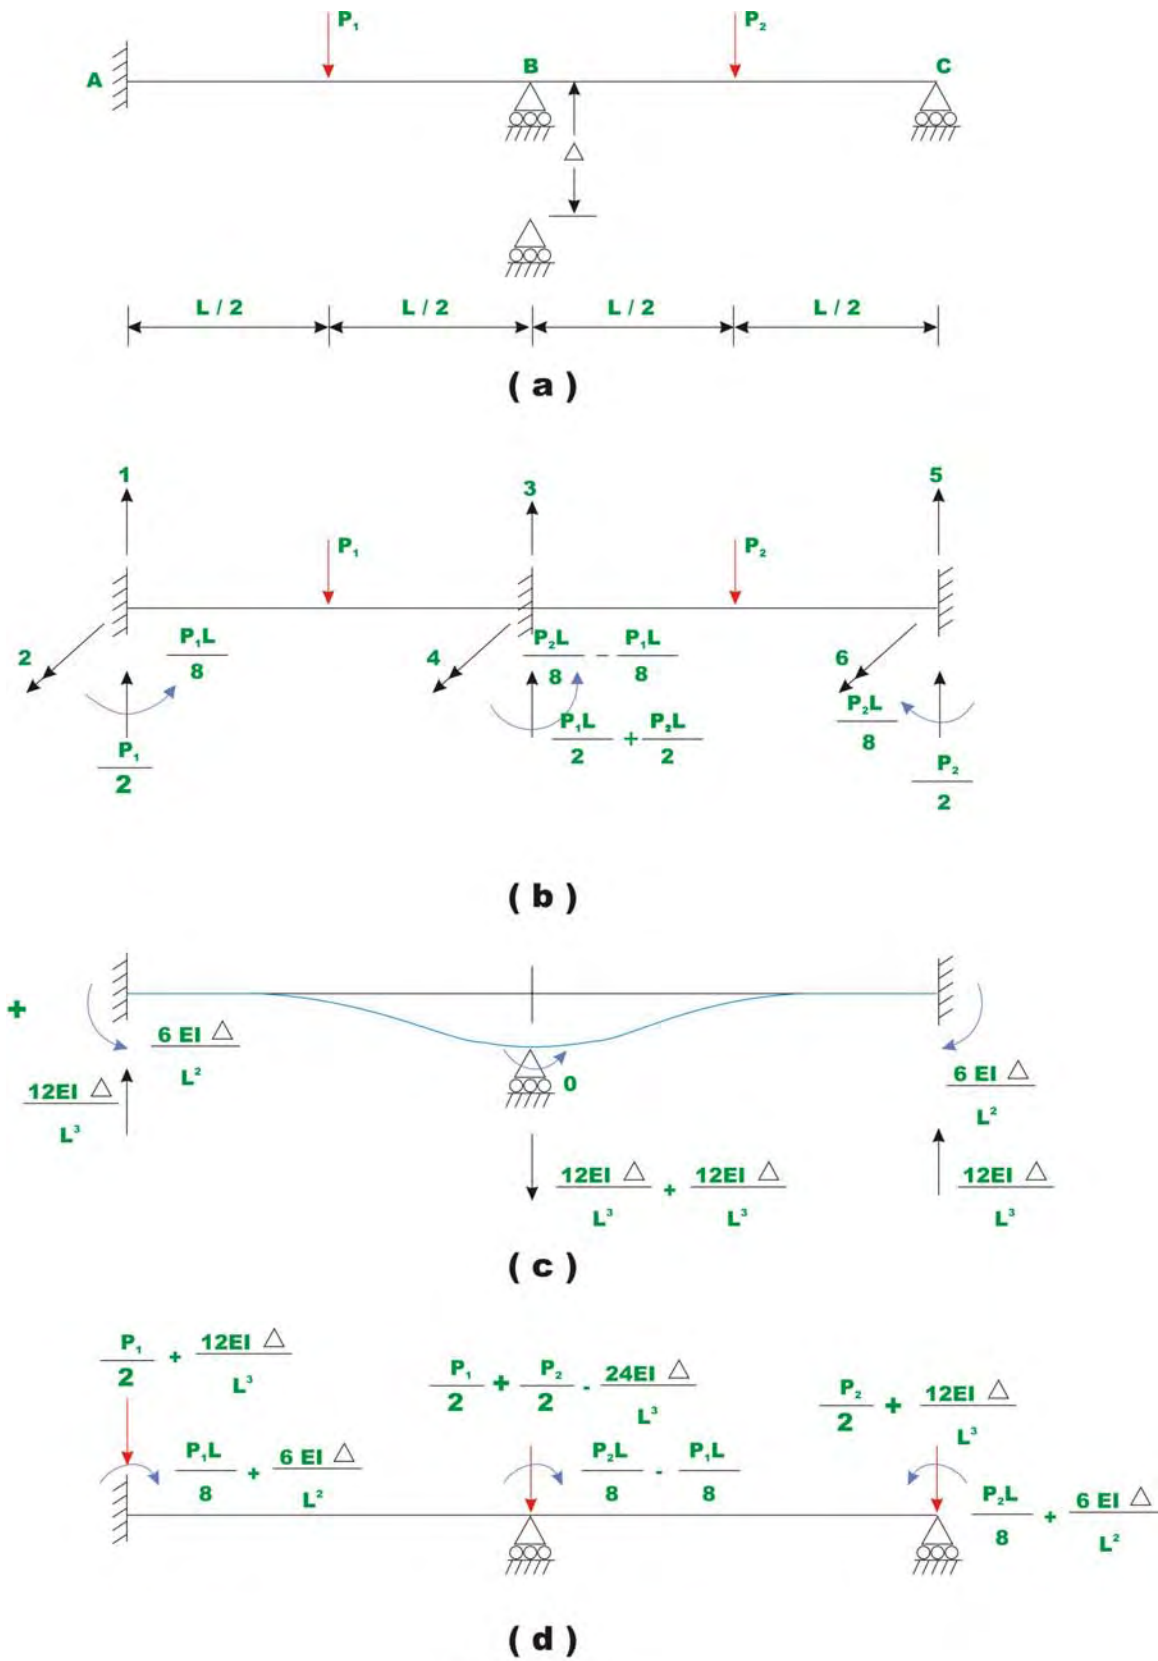 P₁ P₂
A B C
△
L / 2 L / 2 L / 2 L / 2
( a )
1 3 5
P₁ P₂
2 P₁L/8 4 P₂L/8 − P₁L/8 6
P₁/2 P₁L/2 + P₂L/2 P₂L/8 P₂/2
( b )
+ 6 EI △/L² 0 6 EI △/L²
12EI △/L³ 12EI △/L³ + 12EI △/L³ 12EI △/L³
( c )
P₁/2 + 12EI △/L³ P₁/2 + P₂/2 - 24EI △/L³ P₂/2 + 12EI △/L³
P₁L/8 + 6 EI △/L² P₂L/8 - P₁L/8 P₂L/8 + 6 EI △/L²
( d )